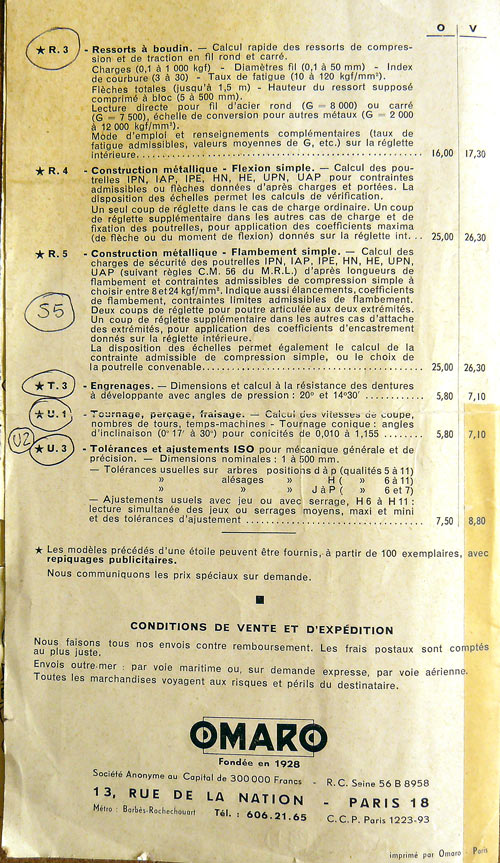 O V
★ R. 3 - Ressorts à boudin. — Calcul rapide des ressorts de compres-
sion et de traction en fil rond et carré.
Charges (0,1 à 1 000 kgf) - Diamètres fil (0,1 à 50 mm) - Index
de courbure (3 à 30) - Taux de fatigue (10 à 120 kgf/mm²).
Flèches totales (jusqu'à 1,5 m) - Hauteur du ressort supposé
comprimé à bloc (5 à 500 mm).
Lecture directe pour fil d'acier rond (G = 8 000) ou carré
(G = 7 500), échelle de conversion pour autres métaux (G = 2 000
à 12 000 kgf/mm²).
Mode d'emploi et renseignements complémentaires (taux de
fatigue admissibles, valeurs moyennes de G, etc.) sur la réglette
intérieure. 16,00 17,30
★ R. 4 - Construction métallique - Flexion simple. — Calcul des pou-
trelles IPN, IAP, IPE, HN, HE, UPN, UAP pour contraintes
admissibles ou flèches données d'après charges et portées. La
disposition des échelles permet les calculs de vérification.
Un seul coup de réglette dans le cas de charge ordinaire. Un coup
de réglette supplémentaire dans les autres cas de charge et de
fixation des poutrelles, pour application des coefficients maxima
(de flèche ou du moment de flexion) donnés sur la réglette int... 25,00 26,30
★ R. 5 - Construction métallique - Flambement simple. — Calcul des
charges de sécurité des poutrelles IPN, IAP, IPE, HN, HE, UPN,
UAP (suivant règles C.M. 56 du M.R.L.) d'après longueurs de
flambement et contraintes admissibles de compression simple à
choisir entre 8 et 24 kgf/mm². Indique aussi élancements, coefficients
de flambement, contraintes limites admissibles de flambement.
S5
Deux coups de réglette pour poutre articulée aux deux extrémités.
Un coup de réglette supplémentaire dans les autres cas d'attache
des extrémités, pour application des coefficients d'encastrement
donnés sur la réglette intérieure.
La disposition des échelles permet également le calcul de la
contrainte admissible de compression simple, ou le choix de
la poutrelle convenable. 25,00 26,30
★ T. 3 - Engrenages. — Dimensions et calcul à la résistance des dentures
à développante avec angles de pression : 20° et 14°30' 5,80 7,10
★ U. 1 - Tournage, perçage, fraisage. — Calcul des vitesses de coupe,
nombres de tours, temps-machines - Tournage conique : angles
d'inclinaison (0° 17' à 30°) pour conicités de 0,010 à 1,155 5,80 7,10
U2
★ U. 3 - Tolérances et ajustements ISO pour mécanique générale et de
précision. — Dimensions nominales : 1 à 500 mm.
— Tolérances usuelles sur arbres positions d à p (qualités 5 à 11)
» alésages » H ( » 6 à 11)
» » » J à P ( » 6 et 7)
— Ajustements usuels avec jeu ou avec serrage, H 6 à H 11 :
lecture simultanée des jeux ou serrages moyens, maxi et mini
et des tolérances d'ajustement 7,50 8,80
★ Les modèles précédés d'une étoile peuvent être fournis, à partir de 100 exemplaires, avec
repiquages publicitaires.
Nous communiquons les prix spéciaux sur demande.
CONDITIONS DE VENTE ET D'EXPÉDITION
Nous faisons tous nos envois contre remboursement. Les frais postaux sont comptés
au plus juste.
Envois outre-mer : par voie maritime ou, sur demande expresse, par voie aérienne.
Toutes les marchandises voyagent aux risques et périls du destinataire.
OMARO
Fondée en 1928
Société Anonyme au Capital de 300 000 Francs - R.C. Seine 56 B 8958
13, RUE DE LA NATION - PARIS 18
Métro : Barbès-Rochechouart Tél. : 606.21.65 C.C.P. Paris 1223-93
imprimé par Omaro - Paris